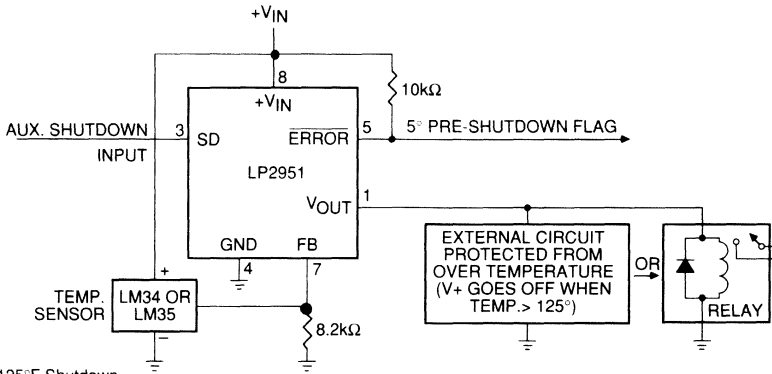 +VIN
8
10kΩ
+VIN
AUX. SHUTDOWN
INPUT
3
SD
ERROR
5
5° PRE-SHUTDOWN FLAG
LP2951
VOUT
1
GND
FB
4
7
EXTERNAL CIRCUIT
PROTECTED FROM
OVER TEMPERATURE
(V+ GOES OFF WHEN
TEMP.> 125°)
OR
RELAY
TEMP.
SENSOR
+
LM34 OR
LM35
–
8.2kΩ